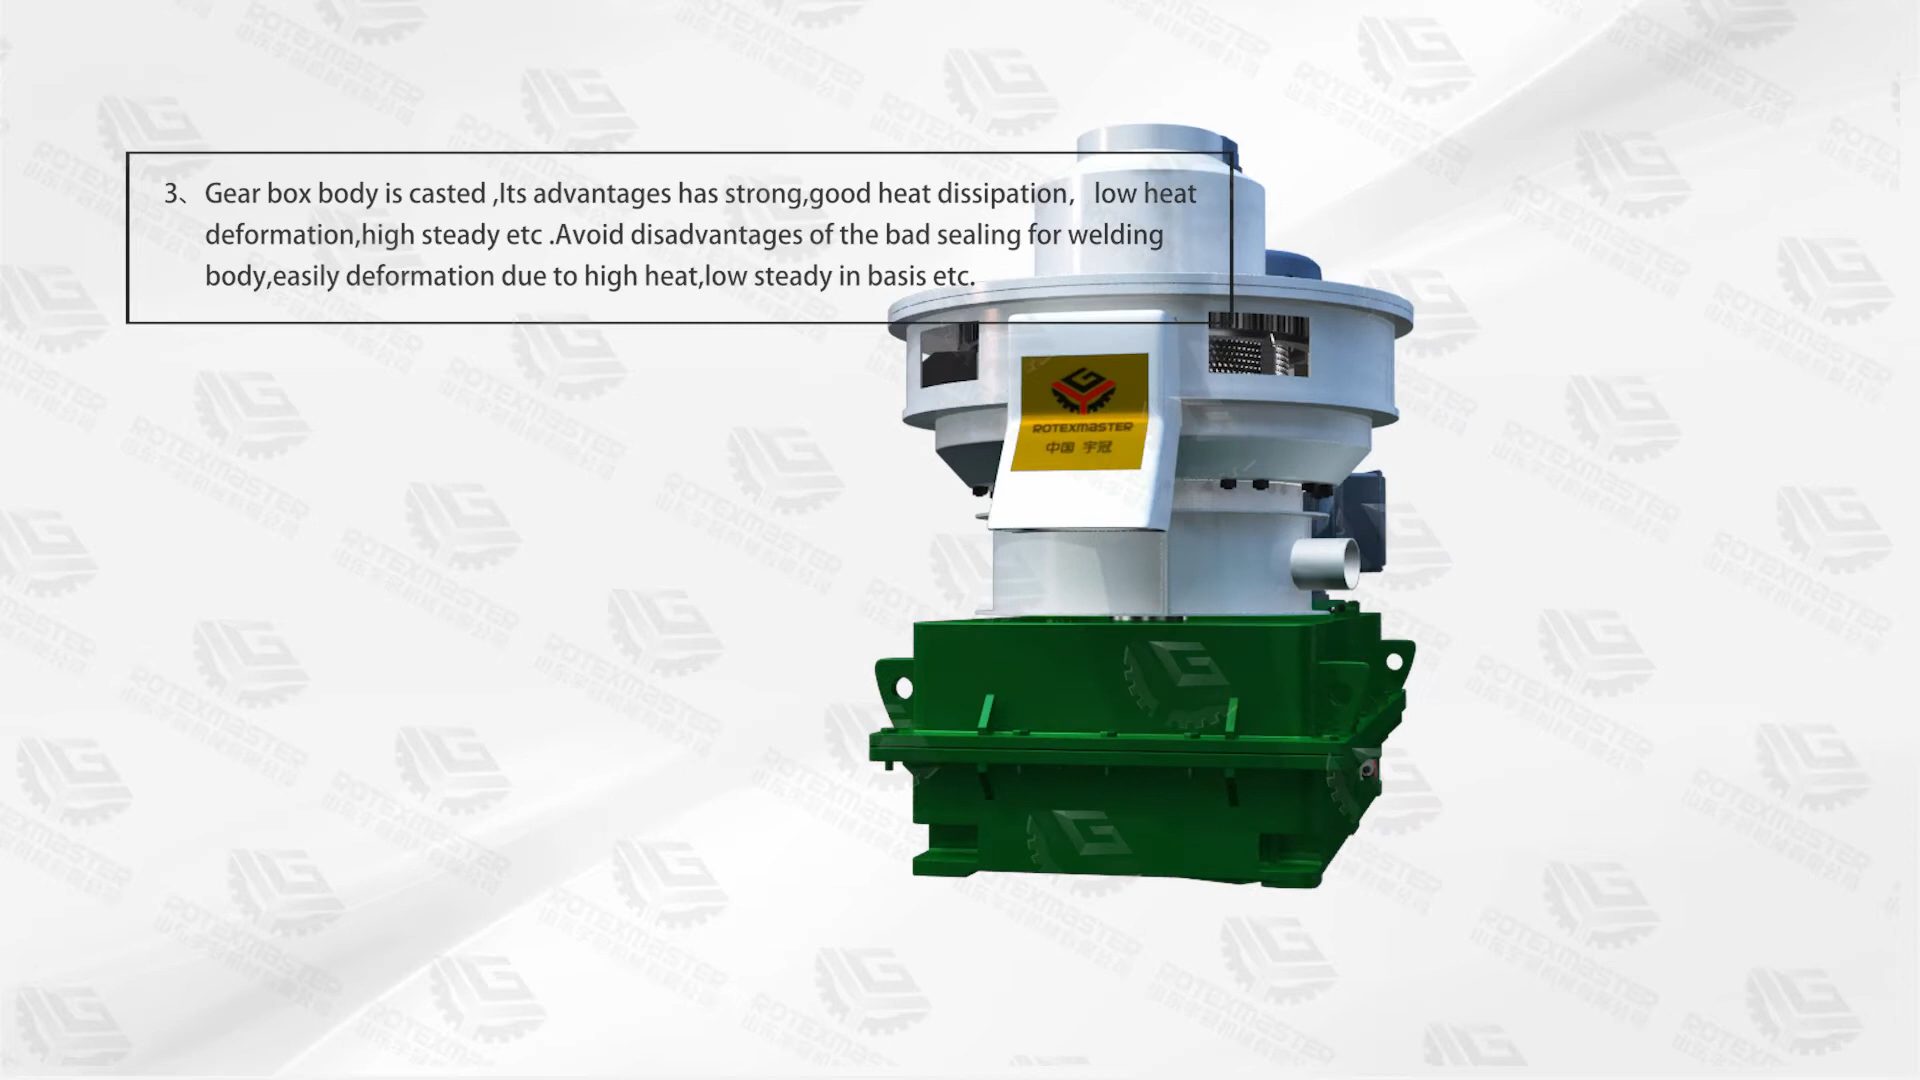 3、 Gear box body is casted ,Its advantages has strong,good heat dissipation， low heat
deformation,high steady etc .Avoid disadvantages of the bad sealing for welding
body,easily deformation due to high heat,low steady in basis etc.
ROTEXMASTER
中国 宇冠